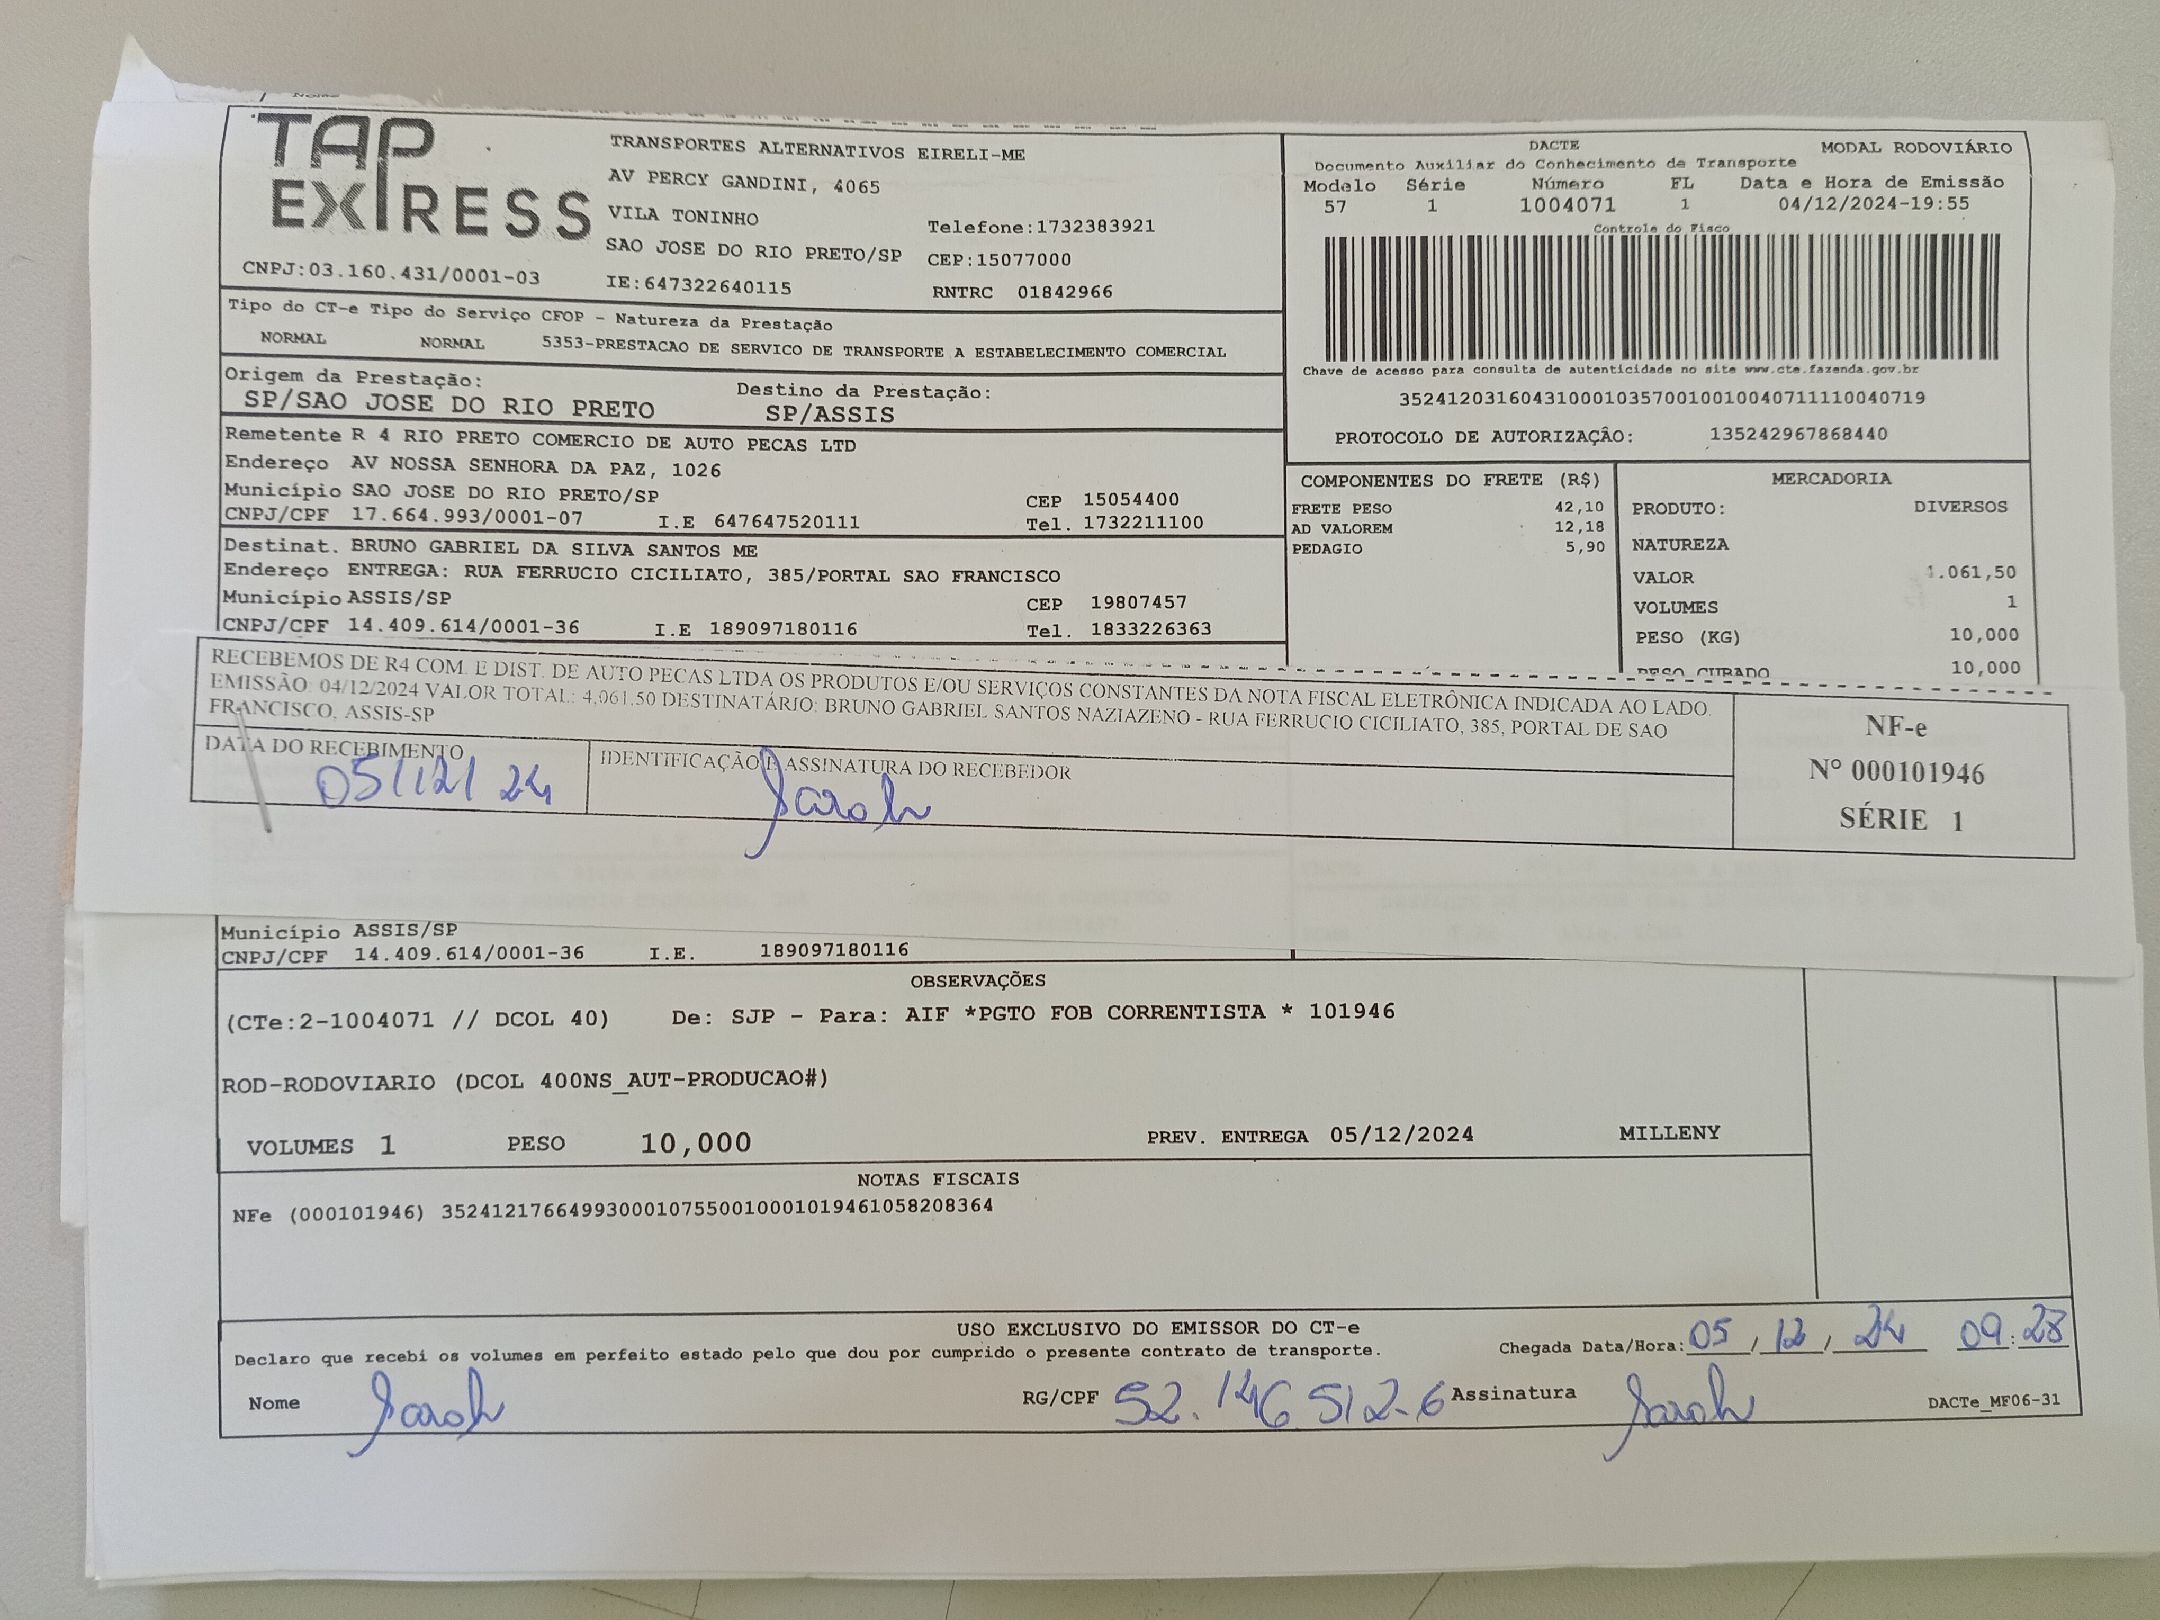 TAP
EXPRESS
TRANSPORTES ALTERNATIVOS EIRELI-ME
AV PERCY GANDINI, 4065
VILA TONINHO
Telefone:1732383921
SAO JOSE DO RIO PRETO/SP CEP:15077000
CNPJ:03.160.431/0001-03 IE:647322640115 RNTRC 01842966
DACTE MODAL RODOVIÁRIO
Documento Auxiliar do Conhecimento de Transporte
Modelo Série Número FL Data e Hora de Emissão
57 1 1004071 1 04/12/2024-19:55
Controle do Fisco
Chave de acesso para consulta de autenticidade no site www.cte.fazenda.gov.br
35241203160431000103570010010040711110040719
PROTOCOLO DE AUTORIZAÇÃO: 135242967868440
Tipo do CT-e Tipo do Serviço CFOP - Natureza da Prestação
NORMAL NORMAL 5353-PRESTACAO DE SERVICO DE TRANSPORTE A ESTABELECIMENTO COMERCIAL
Origem da Prestação: Destino da Prestação:
SP/SAO JOSE DO RIO PRETO SP/ASSIS
Remetente R 4 RIO PRETO COMERCIO DE AUTO PECAS LTD
Endereço AV NOSSA SENHORA DA PAZ, 1026
Município SAO JOSE DO RIO PRETO/SP CEP 15054400
CNPJ/CPF 17.664.993/0001-07 I.E 647647520111 Tel. 1732211100
Destinat. BRUNO GABRIEL DA SILVA SANTOS ME
Endereço ENTREGA: RUA FERRUCIO CICILIATO, 385/PORTAL SAO FRANCISCO
Município ASSIS/SP CEP 19807457
CNPJ/CPF 14.409.614/0001-36 I.E 189097180116 Tel. 1833226363
COMPONENTES DO FRETE (R$)
FRETE PESO 42,10
AD VALOREM 12,18
PEDAGIO 5,90
MERCADORIA
PRODUTO: DIVERSOS
NATUREZA
VALOR 4.061,50
VOLUMES 1
PESO (KG) 10,000
PESO CUBADO 10,000
RECEBEMOS DE R4 COM. E DIST. DE AUTO PECAS LTDA OS PRODUTOS E/OU SERVIÇOS CONSTANTES DA NOTA FISCAL ELETRÔNICA INDICADA AO LADO.
EMISSÃO: 04/12/2024 VALOR TOTAL: 4,061.50 DESTINATÁRIO: BRUNO GABRIEL SANTOS NAZIAZENO - RUA FERRUCIO CICILIATO, 385, PORTAL DE SAO
FRANCISCO, ASSIS-SP
DATA DO RECEBIMENTO IDENTIFICAÇÃO E ASSINATURA DO RECEBEDOR
05/12/24 Sarah
NF-e
Nº 000101946
SÉRIE 1
Município ASSIS/SP
CNPJ/CPF 14.409.614/0001-36 I.E. 189097180116
OBSERVAÇÕES
(CTe:2-1004071 // DCOL 40) De: SJP - Para: AIF *PGTO FOB CORRENTISTA * 101946
ROD-RODOVIARIO (DCOL 400NS_AUT-PRODUCAO#)
VOLUMES 1 PESO 10,000 PREV. ENTREGA 05/12/2024 MILLENY
NOTAS FISCAIS
NFe (000101946) 35241217664993000107550010001019461058208364
USO EXCLUSIVO DO EMISSOR DO CT-e
Declaro que recebi os volumes em perfeito estado pelo que dou por cumprido o presente contrato de transporte. Chegada Data/Hora: 05/12/24 09:28
Nome Sarah RG/CPF 52.146 512-6 Assinatura Sarah DACTe_MF06-31